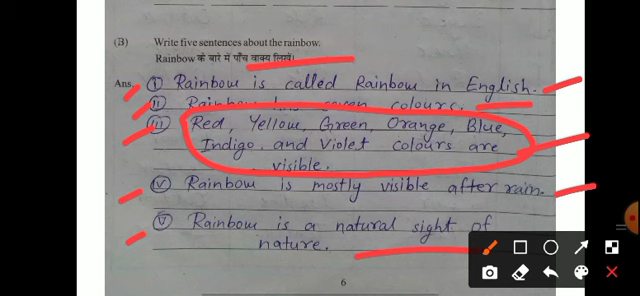 (B) Write five sentences about the rainbow.
Rainbow के बारे में पाँच वाक्य लिखें।
Ans. (i) Rainbow is called Rainbow in English.
(ii) Rainbow has seven colours.
(iii) Red, Yellow, Green, Orange, Blue,
Indigo, and Violet colours are
visible.
(v) Rainbow is mostly visible after rain.
(v) Rainbow is a natural sight of
nature.
6